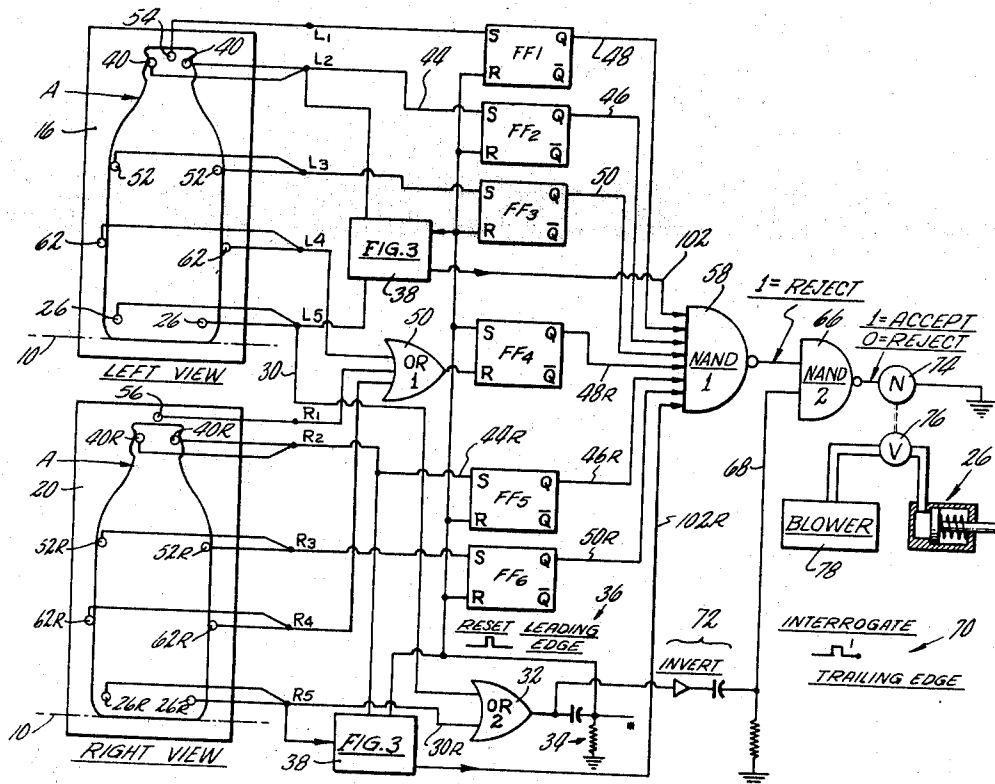 54
40
40
L1
L2
44
A
16
S Q
FF1
R Q̅
48
S Q
FF2
R Q̅
46
52
52
L3
S Q
FF3
R Q̅
50
62
62
L4
FIG.3
38
102
58
26
26
L5
10
LEFT VIEW
30
50
OR
1
S Q
FF4
R Q̅
48R
NAND
1
1=REJECT
66
NAND
2
1=ACCEPT
0=REJECT
74
N
56
R1
40R
40R
R2
44R
A
20
S Q
FF5
R Q̅
46R
68
76
V
26
BLOWER
78
52R
52R
R3
S Q
FF6
R Q̅
50R
102R
62R
62R
R4
RESET
LEADING
EDGE
36
72
INVERT
INTERROGATE
70
TRAILING EDGE
26R
26R
R5
10
RIGHT VIEW
38
FIG.3
30R
OR
2
32
34